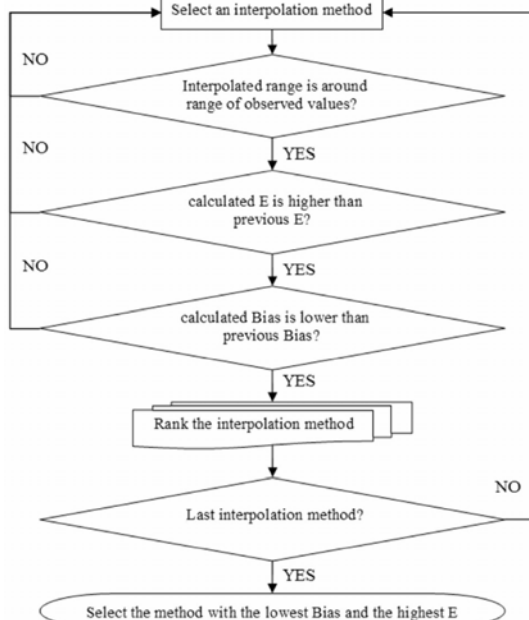 Select an interpolation method
NO
Interpolated range is around
range of observed values?
NO
YES
calculated E is higher than
previous E?
NO
YES
calculated Bias is lower than
previous Bias?
YES
Rank the interpolation method
NO
Last interpolation method?
YES
Select the method with the lowest Bias and the highest E